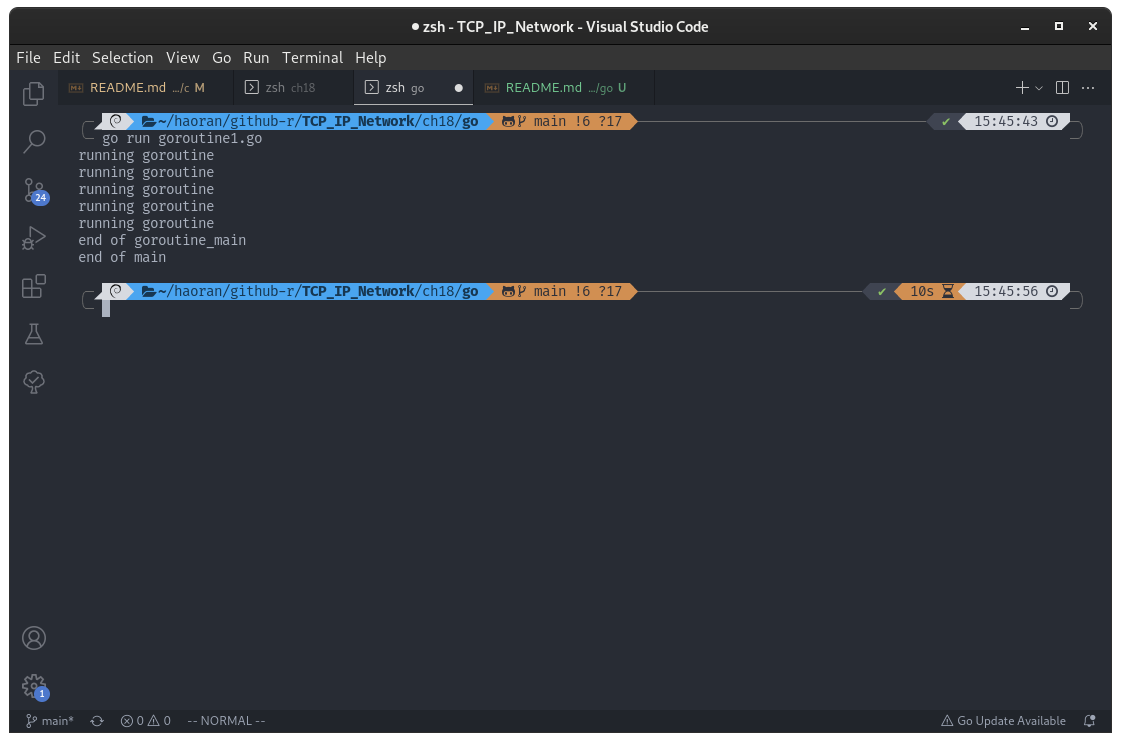 zsh - TCP_IP_Network - Visual Studio Code
File Edit Selection View Go Run Terminal Help
README.md .../c M
zsh ch18
zsh go
README.md .../go U
~/haoran/github-r/TCP_IP_Network/ch18/go main !6 ?17 ✔ 15:45:43
go run goroutine1.go
running goroutine
running goroutine
running goroutine
running goroutine
running goroutine
end of goroutine_main
end of main
~/haoran/github-r/TCP_IP_Network/ch18/go main !6 ?17 ✔ 10s 15:45:56
24
1
main* 0 0 -- NORMAL -- Go Update Available